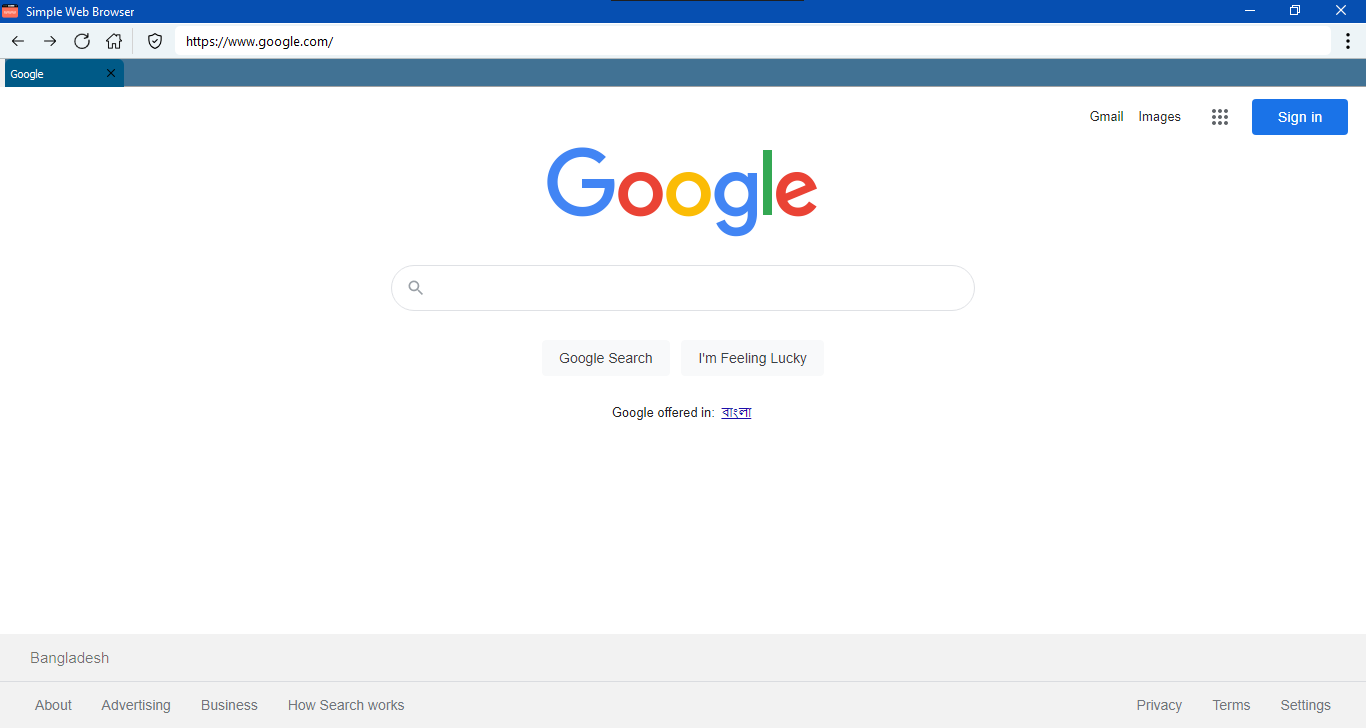 Simple Web Browser
https://www.google.com/
Google
Gmail Images Sign in
Google
Google Search I'm Feeling Lucky
Google offered in: বাংলা
Bangladesh
About Advertising Business How Search works Privacy Terms Settings